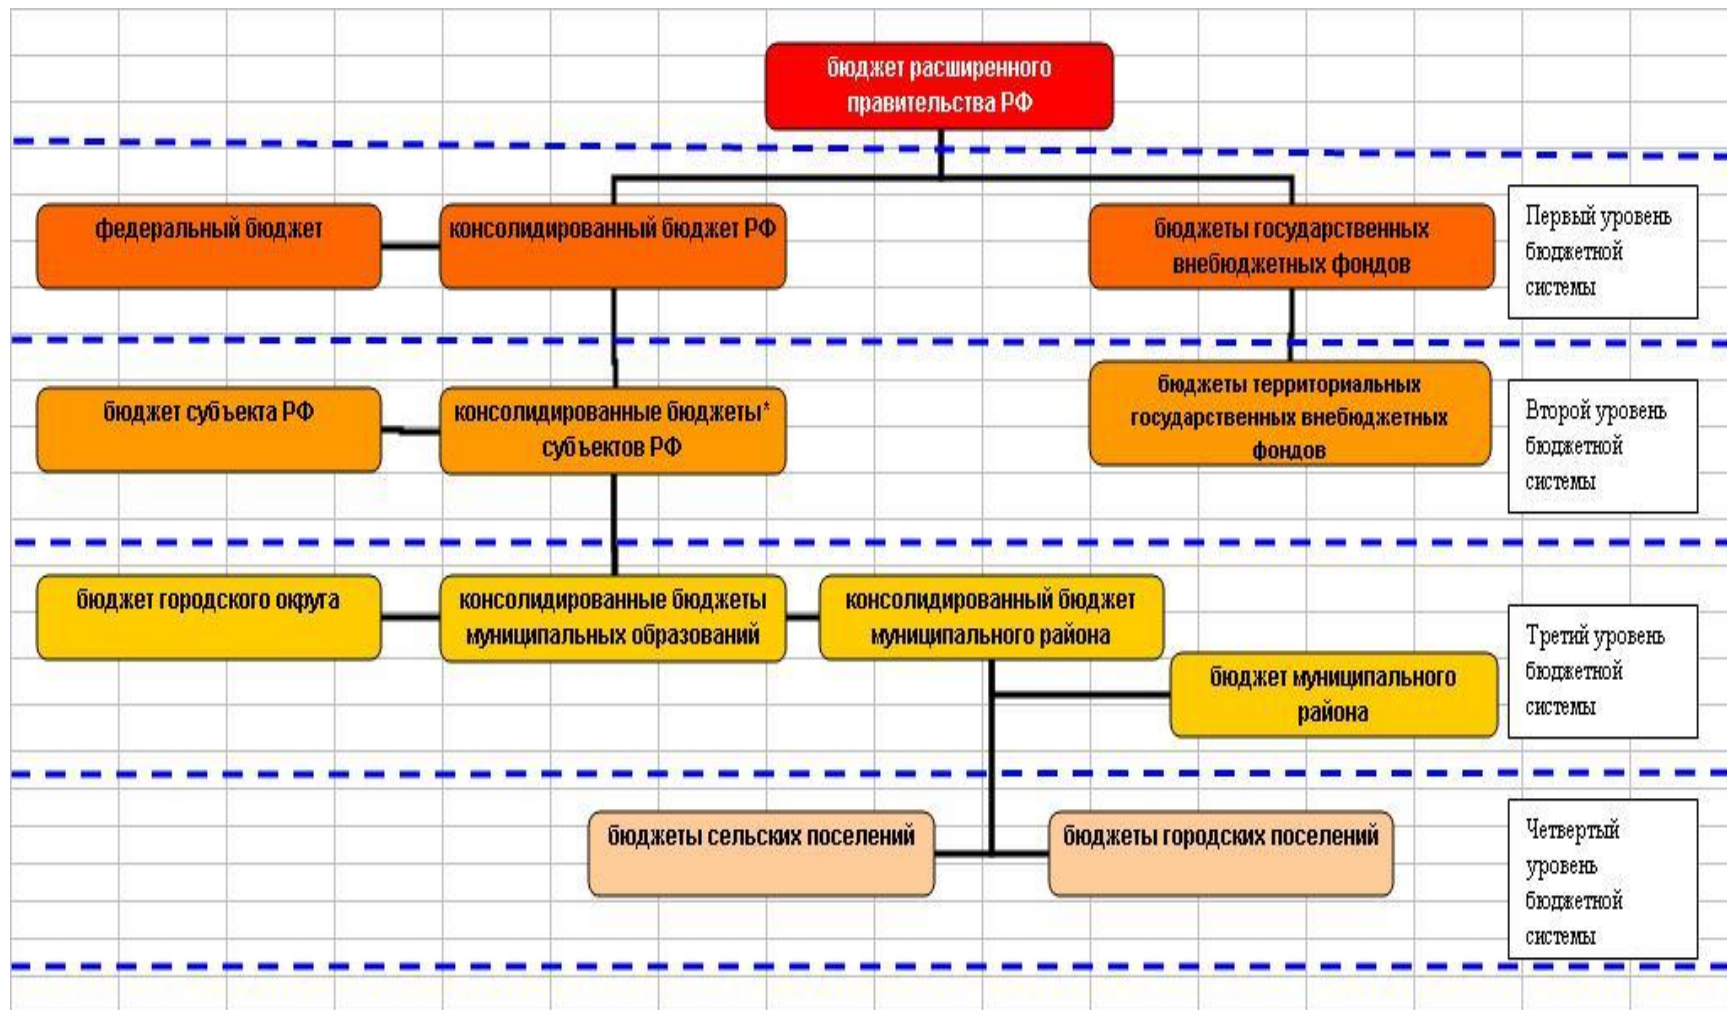 бюджет расширенного
правительства РФ
федеральный бюджет
консолидированный бюджет РФ
бюджеты государственных
внебюджетных фондов
Первый уровень
бюджетной
системы
бюджет субъекта РФ
консолидированные бюджеты*
субъектов РФ
бюджеты территориальных
государственных внебюджетных
фондов
Второй уровень
бюджетной
системы
бюджет городского округа
консолидированные бюджеты
муниципальных образований
консолидированный бюджет
муниципального района
бюджет муниципального
района
Третий уровень
бюджетной
системы
бюджеты сельских поселений
бюджеты городских поселений
Четвертый
уровень
бюджетной
системы